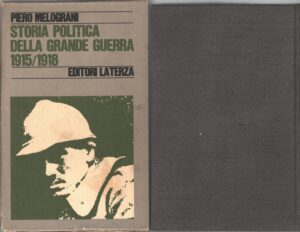 PIERO MELOGRANI
STORIA POLITICA
DELLA GRANDE GUERRA
1915/1918
EDITORI LATERZA